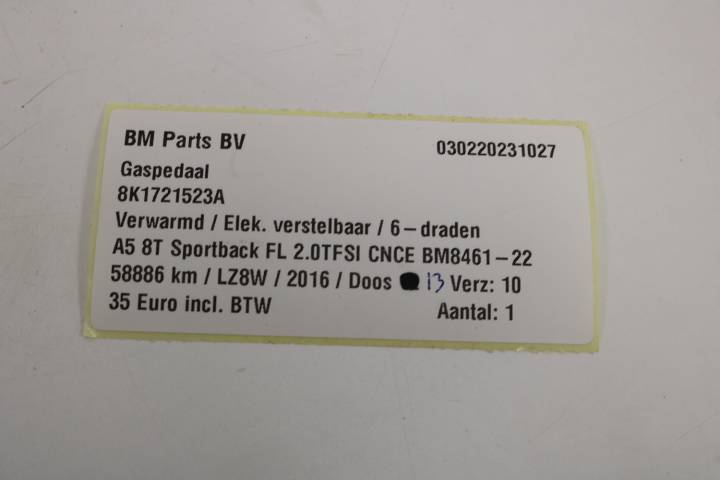 BM Parts BV 030220231027
Gaspedaal
8K1721523A
Verwarmd / Elek. verstelbaar / 6-draden
A5 8T Sportback FL 2.0TFSI CNCE BM8461-22
58886 km / LZ8W / 2016 / Doos 13 Verz: 10
35 Euro incl. BTW Aantal: 1